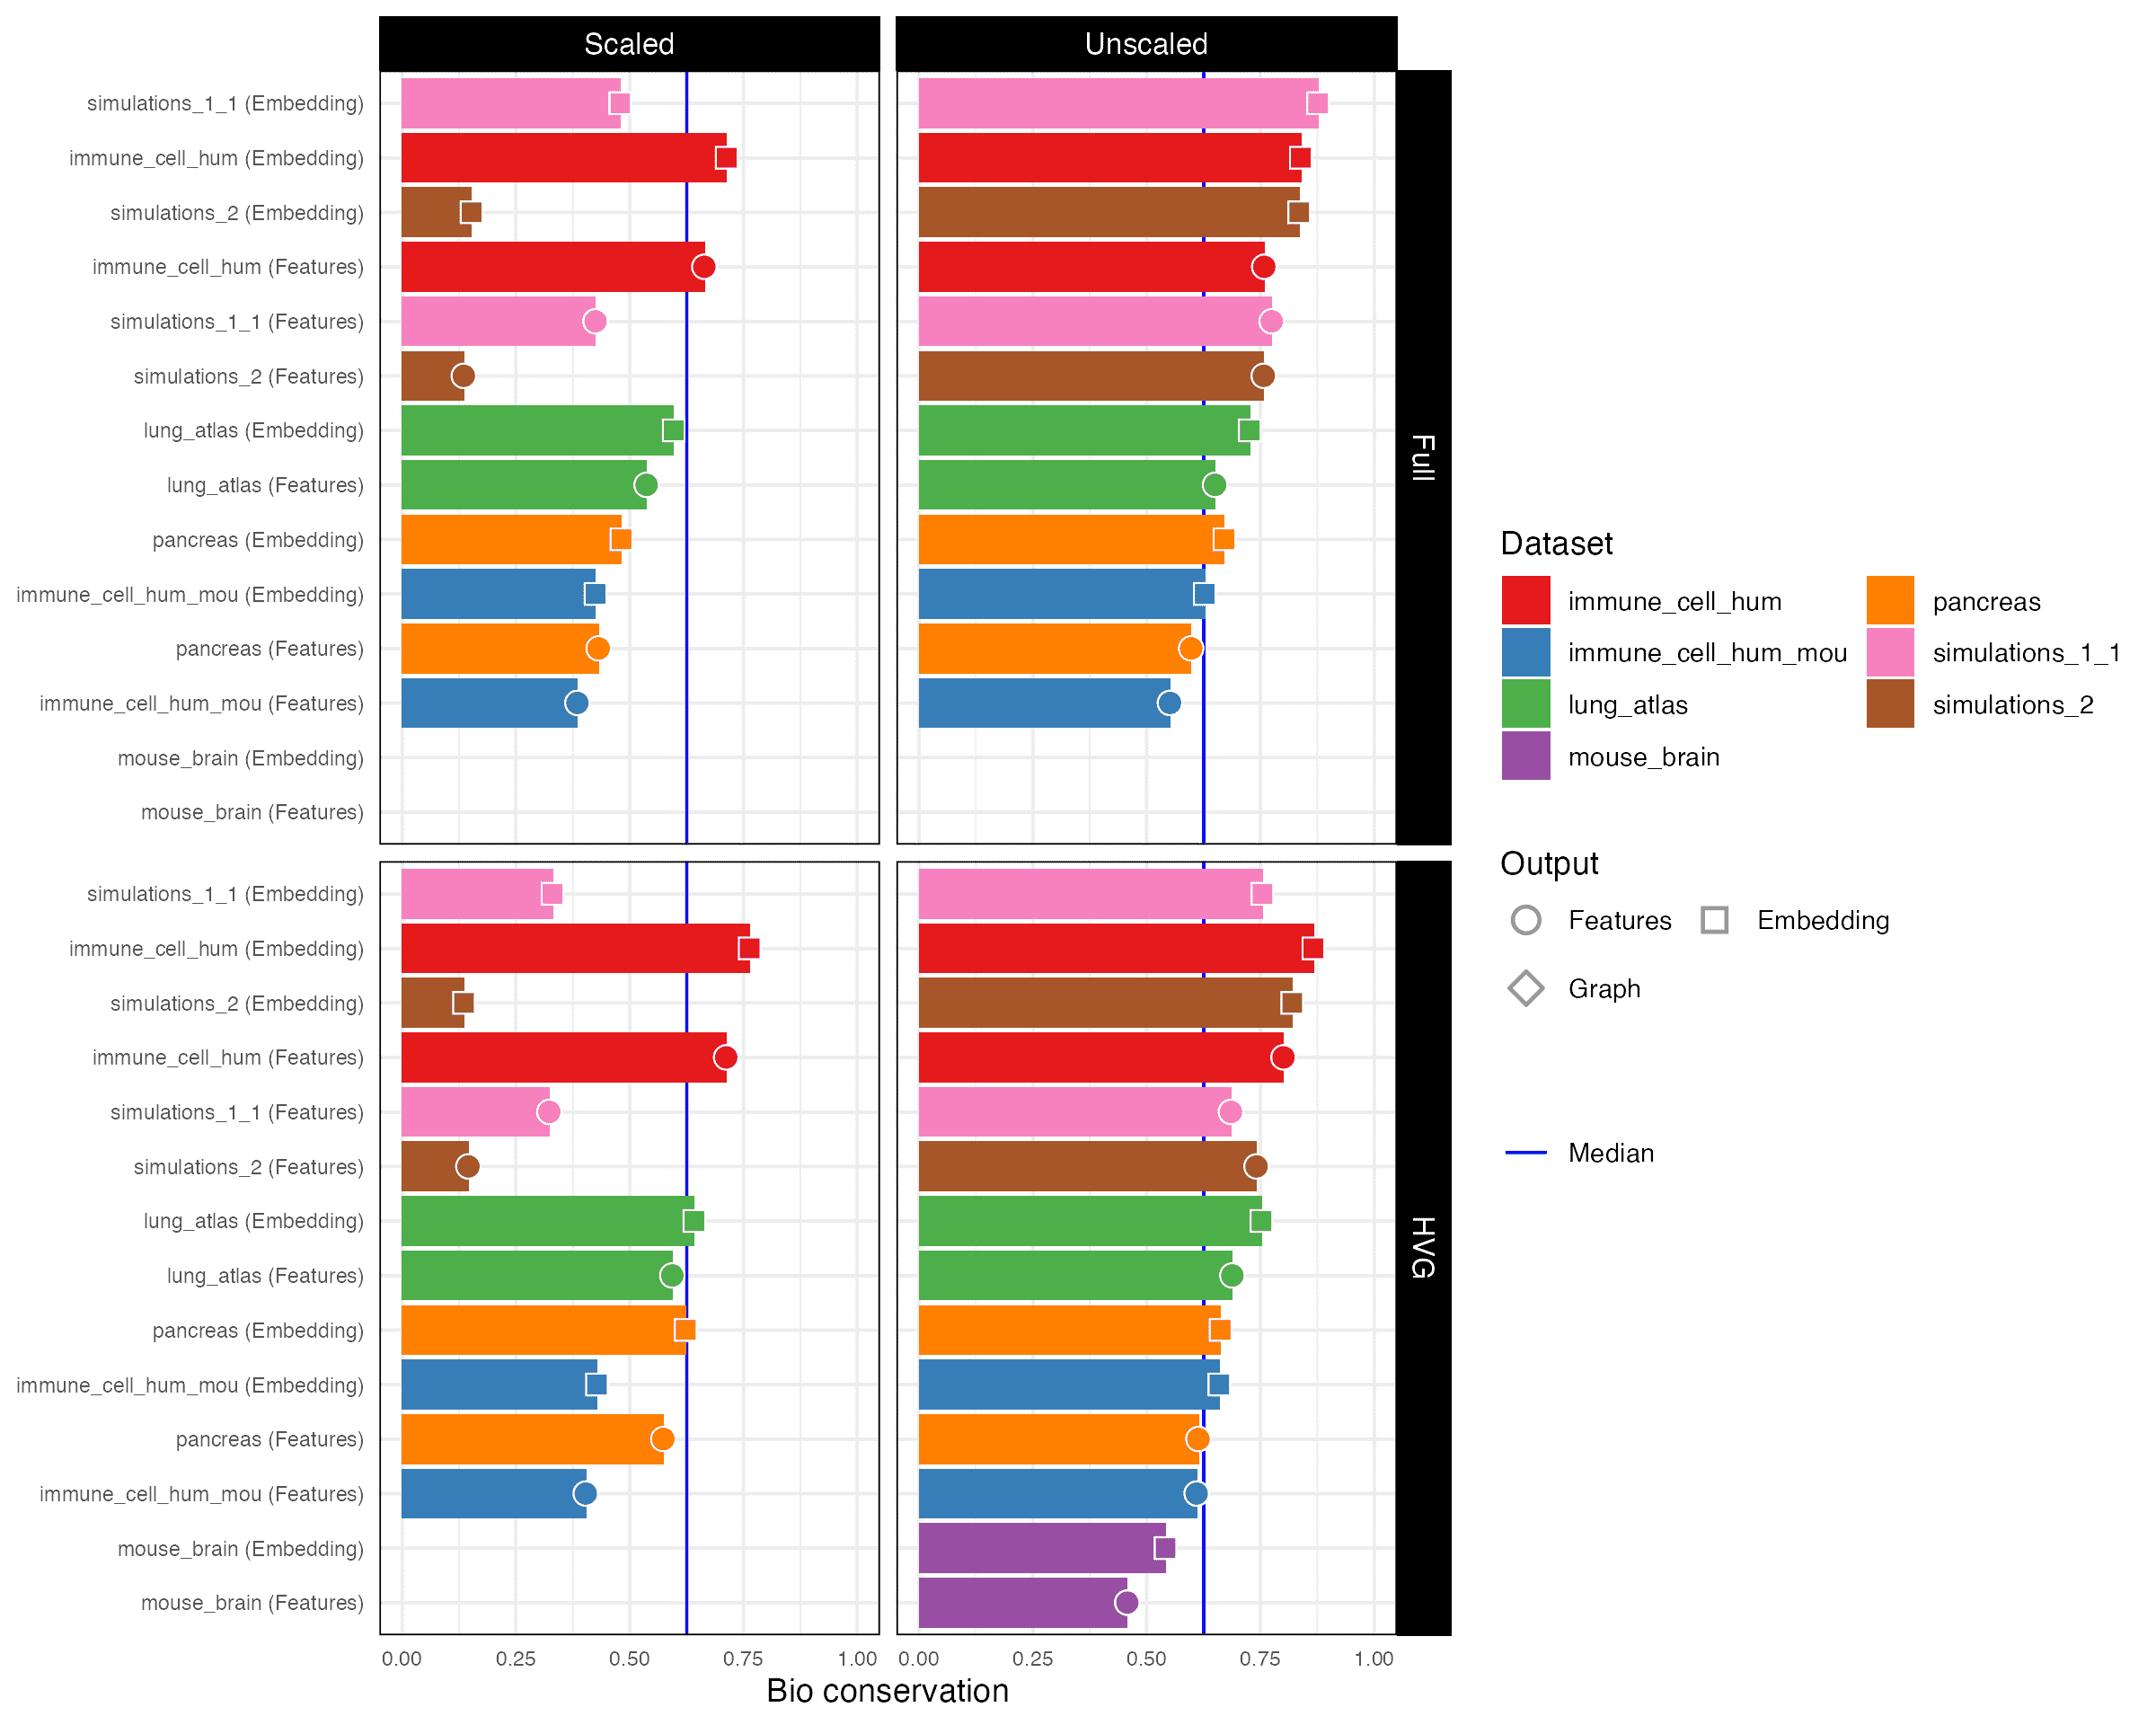 Scaled
Unscaled
simulations_1_1 (Embedding)
immune_cell_hum (Embedding)
simulations_2 (Embedding)
immune_cell_hum (Features)
simulations_1_1 (Features)
simulations_2 (Features)
lung_atlas (Embedding)
lung_atlas (Features)
pancreas (Embedding)
immune_cell_hum_mou (Embedding)
pancreas (Features)
immune_cell_hum_mou (Features)
mouse_brain (Embedding)
mouse_brain (Features)
Full
simulations_1_1 (Embedding)
immune_cell_hum (Embedding)
simulations_2 (Embedding)
immune_cell_hum (Features)
simulations_1_1 (Features)
simulations_2 (Features)
lung_atlas (Embedding)
lung_atlas (Features)
pancreas (Embedding)
immune_cell_hum_mou (Embedding)
pancreas (Features)
immune_cell_hum_mou (Features)
mouse_brain (Embedding)
mouse_brain (Features)
HVG
0.00 0.25 0.50 0.75 1.00 0.00 0.25 0.50 0.75 1.00
Bio conservation
Dataset
immune_cell_hum
immune_cell_hum_mou
lung_atlas
mouse_brain
pancreas
simulations_1_1
simulations_2
Output
Features
Embedding
Graph
Median